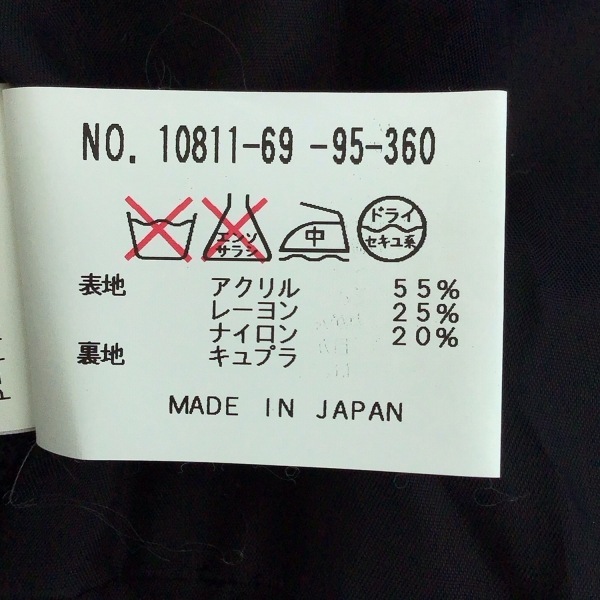 NO. 10811-69 -95-360
エンソ
サラシ
中
ドライ
セキユ系
表地 アクリル 55%
レーヨン 25%
ナイロン 20%
裏地 キュプラ
MADE IN JAPAN